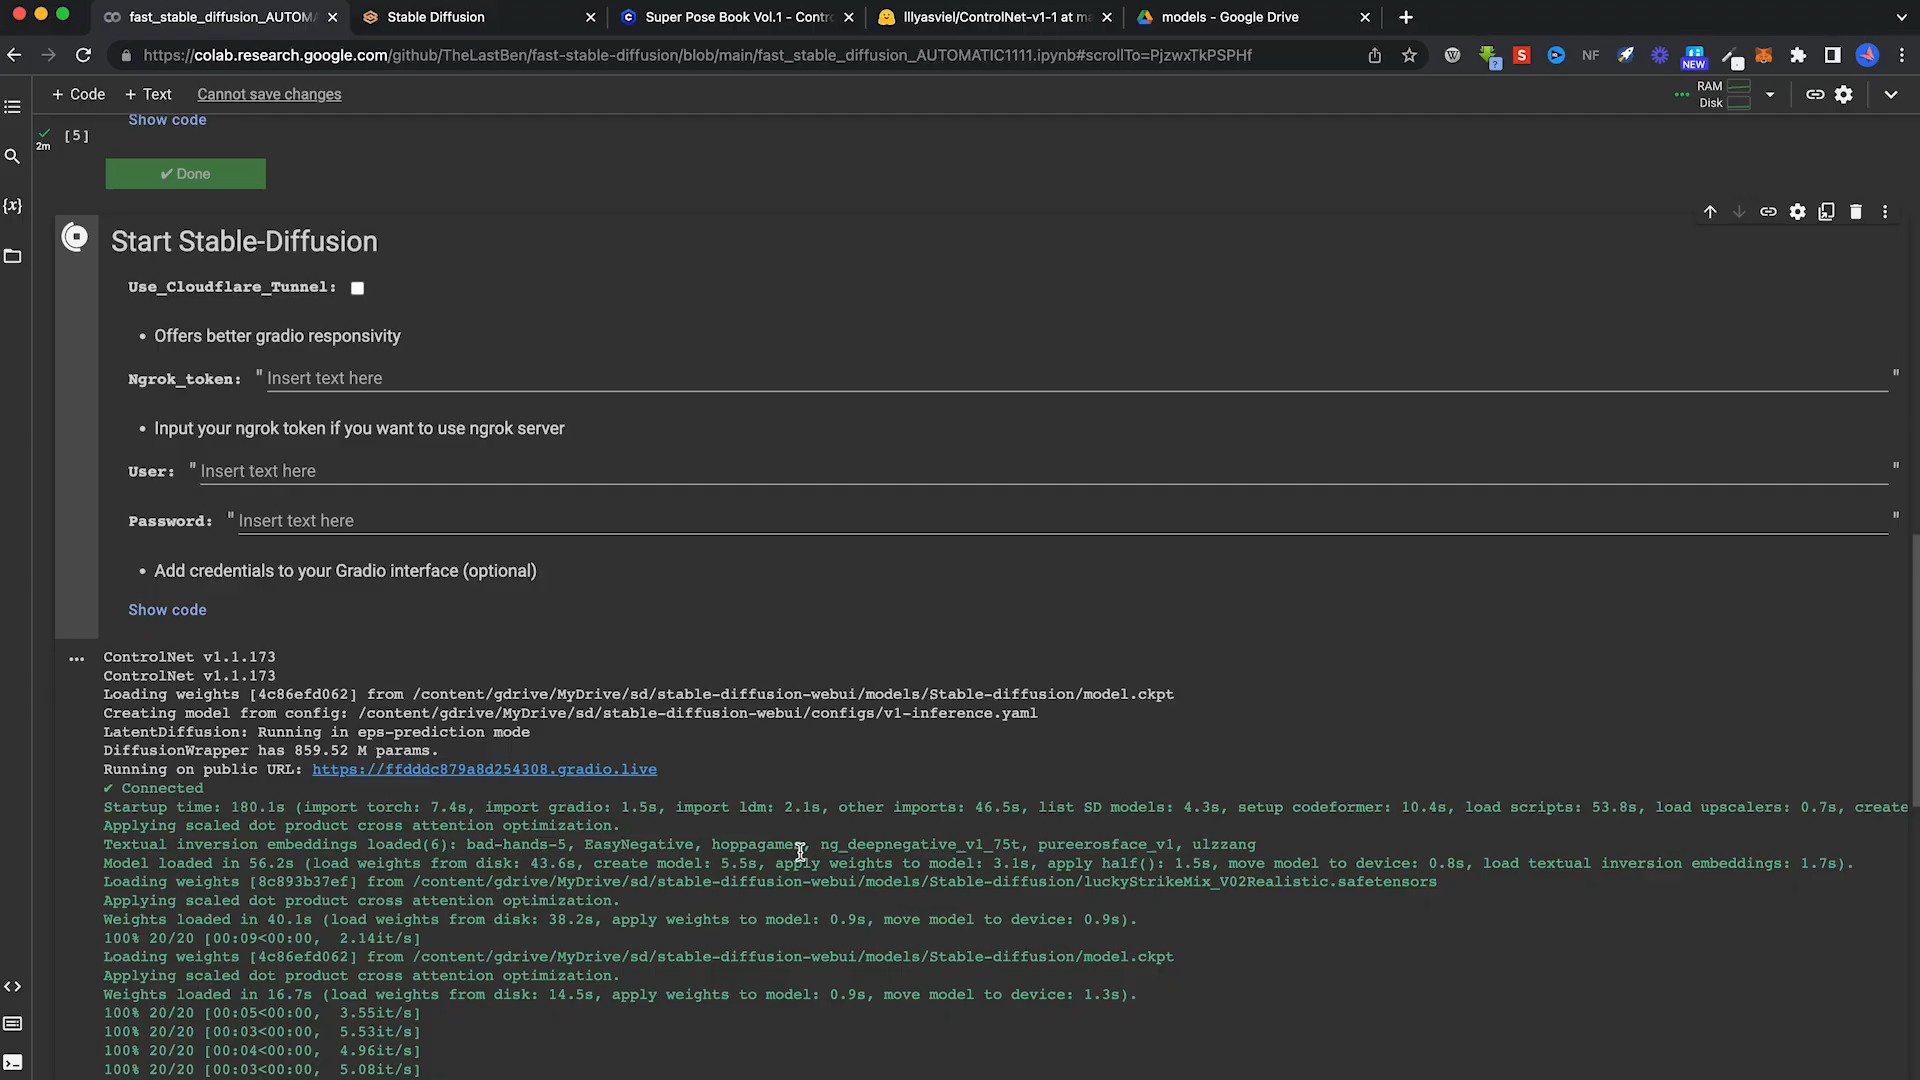 fast_stable_diffusion_AUTOMA
Stable Diffusion
Super Pose Book Vol.1 - Contro
lllyasviel/ControlNet-v1-1 at ma
models - Google Drive
https://colab.research.google.com/github/TheLastBen/fast-stable-diffusion/blob/main/fast_stable_diffusion_AUTOMATIC1111.ipynb#scrollTo=PjzwxTkPSPHf
NF
NEW
+ Code
+ Text
Cannot save changes
RAM
Disk
Show code
[5]
2m
✔ Done
{x}
Start Stable-Diffusion
Use_Cloudflare_Tunnel:
• Offers better gradio responsivity
Ngrok_token: " Insert text here "
• Input your ngrok token if you want to use ngrok server
User: " Insert text here "
Password: " Insert text here "
• Add credentials to your Gradio interface (optional)
Show code
ControlNet v1.1.173
ControlNet v1.1.173
Loading weights [4c86efd062] from /content/gdrive/MyDrive/sd/stable-diffusion-webui/models/Stable-diffusion/model.ckpt
Creating model from config: /content/gdrive/MyDrive/sd/stable-diffusion-webui/configs/v1-inference.yaml
LatentDiffusion: Running in eps-prediction mode
DiffusionWrapper has 859.52 M params.
Running on public URL: https://ffdddc879a8d254308.gradio.live
✔ Connected
Startup time: 180.1s (import torch: 7.4s, import gradio: 1.5s, import ldm: 2.1s, other imports: 46.5s, list SD models: 4.3s, setup codeformer: 10.4s, load scripts: 53.8s, load upscalers: 0.7s, create
Applying scaled dot product cross attention optimization.
Textual inversion embeddings loaded(6): bad-hands-5, EasyNegative, hoppagames, ng_deepnegative_v1_75t, pureerosface_v1, ulzzang
Model loaded in 56.2s (load weights from disk: 43.6s, create model: 5.5s, apply weights to model: 3.1s, apply half(): 1.5s, move model to device: 0.8s, load textual inversion embeddings: 1.7s).
Loading weights [8c893b37ef] from /content/gdrive/MyDrive/sd/stable-diffusion-webui/models/Stable-diffusion/luckyStrikeMix_V02Realistic.safetensors
Applying scaled dot product cross attention optimization.
Weights loaded in 40.1s (load weights from disk: 38.2s, apply weights to model: 0.9s, move model to device: 0.9s).
100% 20/20 [00:09<00:00, 2.14it/s]
Loading weights [4c86efd062] from /content/gdrive/MyDrive/sd/stable-diffusion-webui/models/Stable-diffusion/model.ckpt
Applying scaled dot product cross attention optimization.
Weights loaded in 16.7s (load weights from disk: 14.5s, apply weights to model: 0.9s, move model to device: 1.3s).
100% 20/20 [00:05<00:00, 3.55it/s]
100% 20/20 [00:03<00:00, 5.53it/s]
100% 20/20 [00:04<00:00, 4.96it/s]
100% 20/20 [00:03<00:00, 5.08it/s]